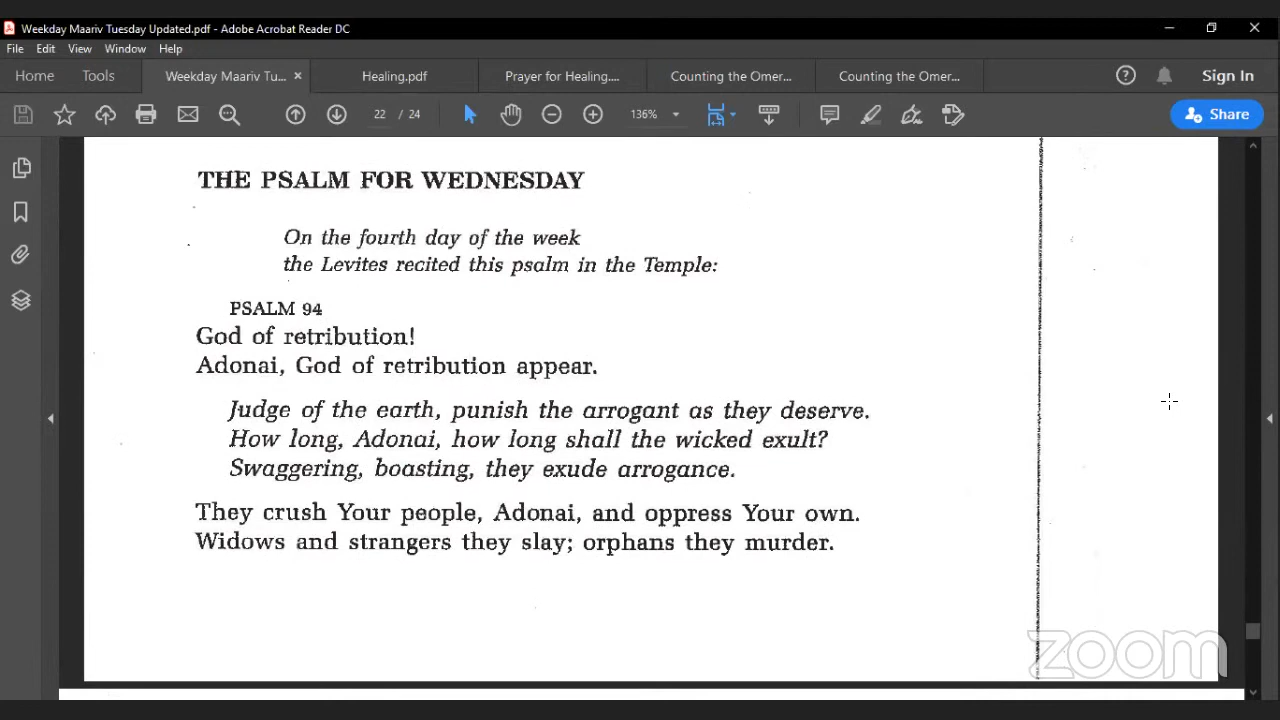 Weekday Maariv Tuesday Updated.pdf - Adobe Acrobat Reader DC
File Edit View Window Help
Home Tools Weekday Maariv Tu... × Healing.pdf Prayer for Healing.... Counting the Omer... Counting the Omer... Sign In
22 / 24 136% Share
THE PSALM FOR WEDNESDAY
On the fourth day of the week
the Levites recited this psalm in the Temple:
PSALM 94
God of retribution!
Adonai, God of retribution appear.
Judge of the earth, punish the arrogant as they deserve.
How long, Adonai, how long shall the wicked exult?
Swaggering, boasting, they exude arrogance.
They crush Your people, Adonai, and oppress Your own.
Widows and strangers they slay; orphans they murder.
zoom